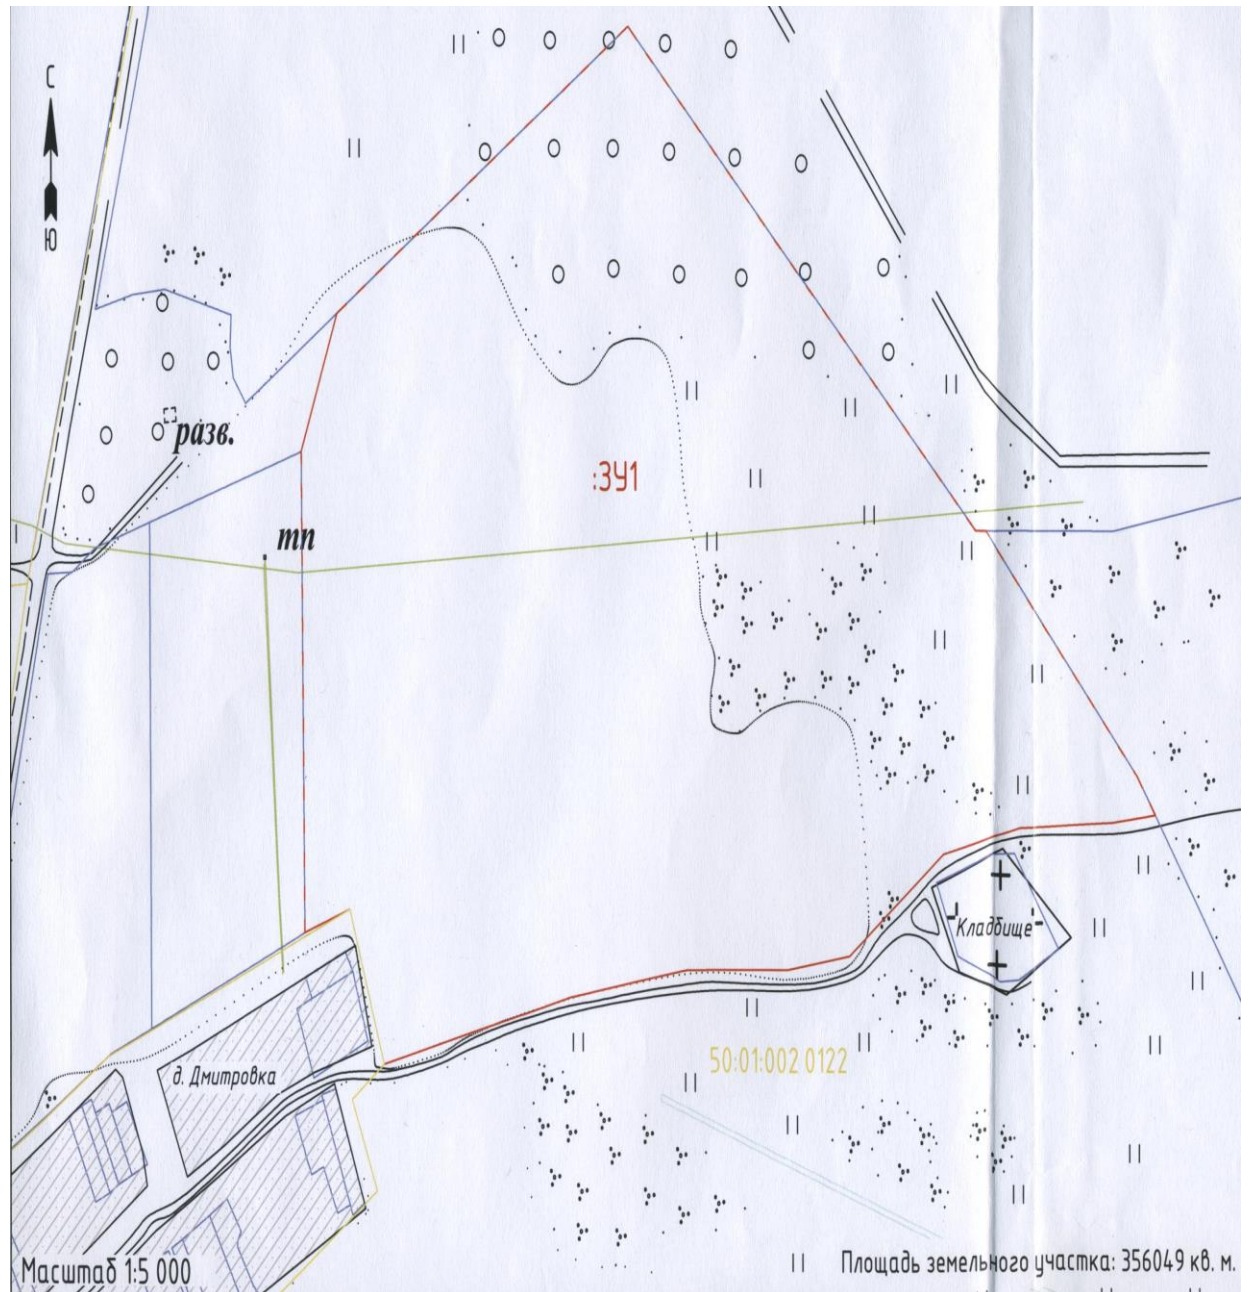 С
Ю
разв.
:ЗУ1
тп
Кладбище
50:01:002 0122
д. Дмитровка
Масштаб 1:5 000
Площадь земельного участка: 356049 кв. м.